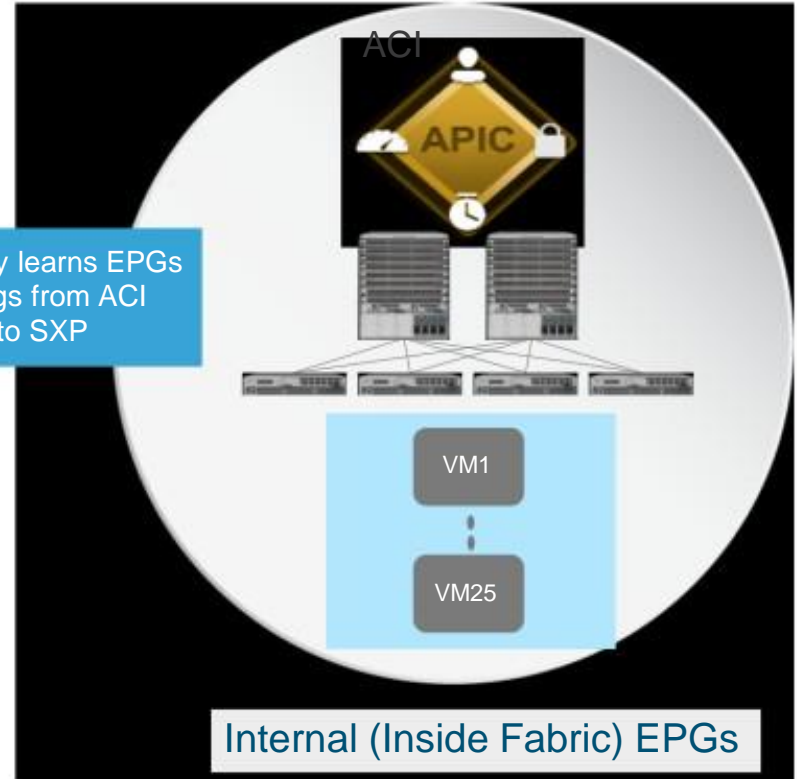 ACI
APIC
y learns EPGs
gs from ACI
to SXP
VM1
VM25
Internal (Inside Fabric) EPGs